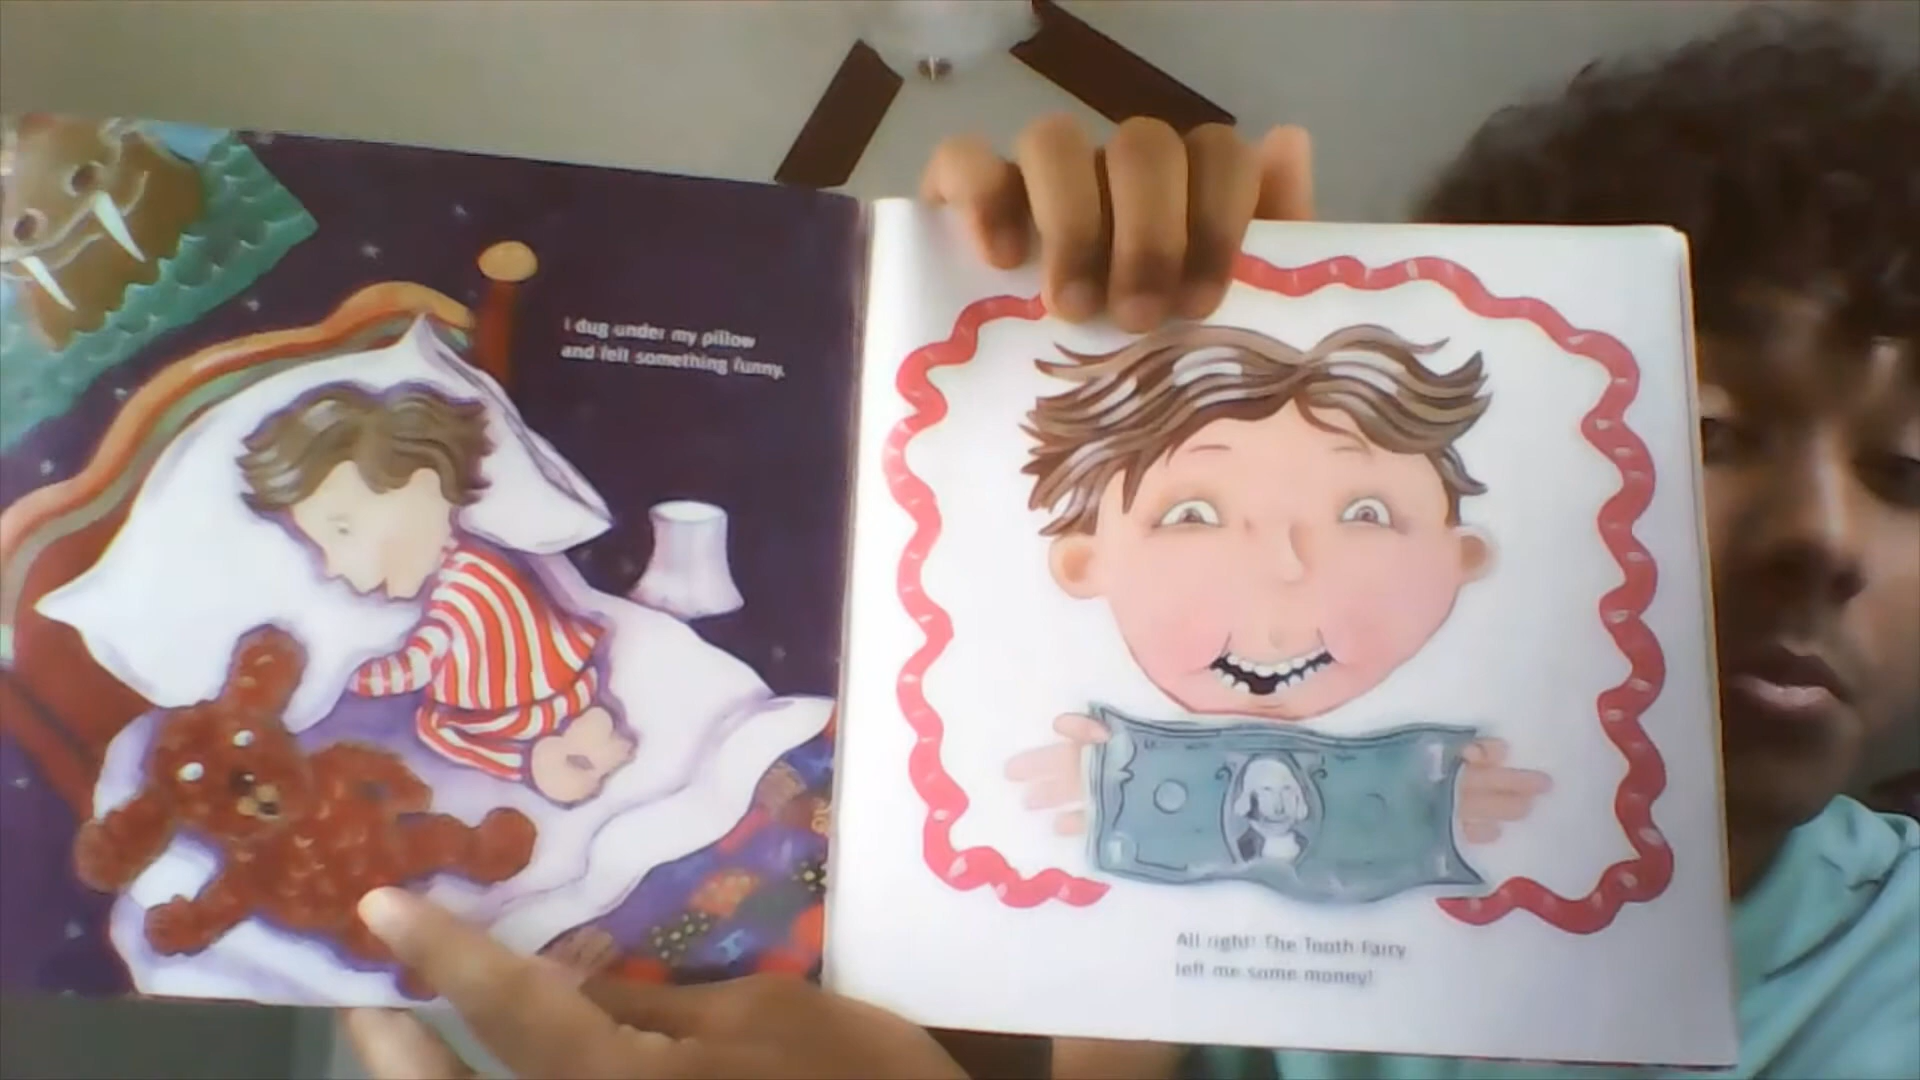 I dug under my pillow
and felt something funny.
All right! The Tooth Fairy
left me some money!